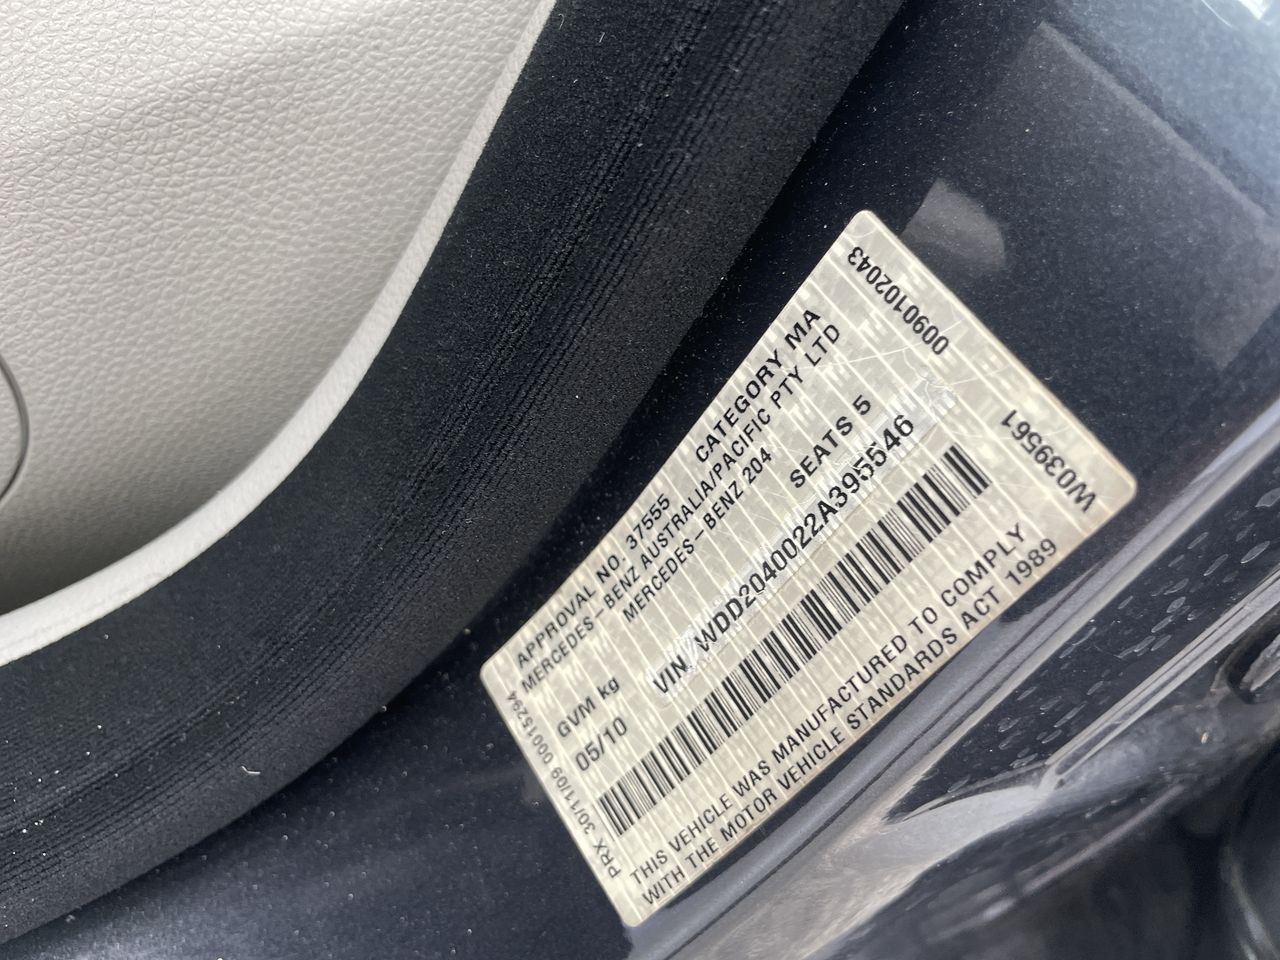 APPROVAL NO. 37555 CATEGORY MA
MERCEDES-BENZ AUSTRALIA/PACIFIC PTY LTD
MERCEDES-BENZ 204
GVM kg SEATS 5
05/10 VIN WDD2040022A395546
THIS VEHICLE WAS MANUFACTURED TO COMPLY
WITH THE MOTOR VEHICLE STANDARDS ACT 1989
PRX 30/11/09 00015294
0090102043
W039561